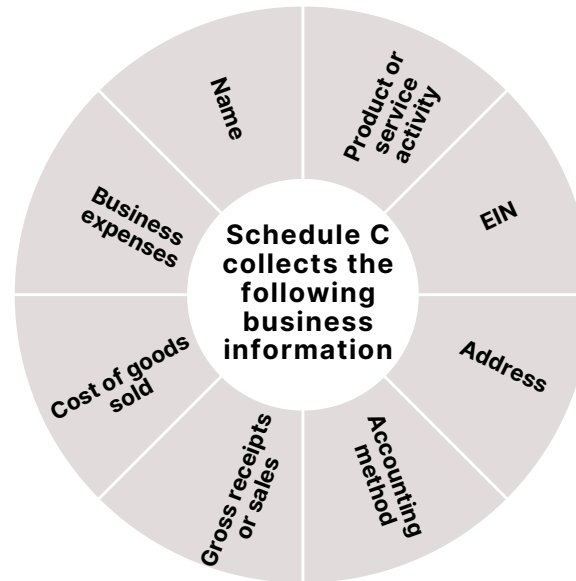 Schedule C
collects the
following
business
information
Name
Product or
service
activity
EIN
Address
Accounting
method
Gross receipts
or sales
Cost of goods
sold
Business
expenses